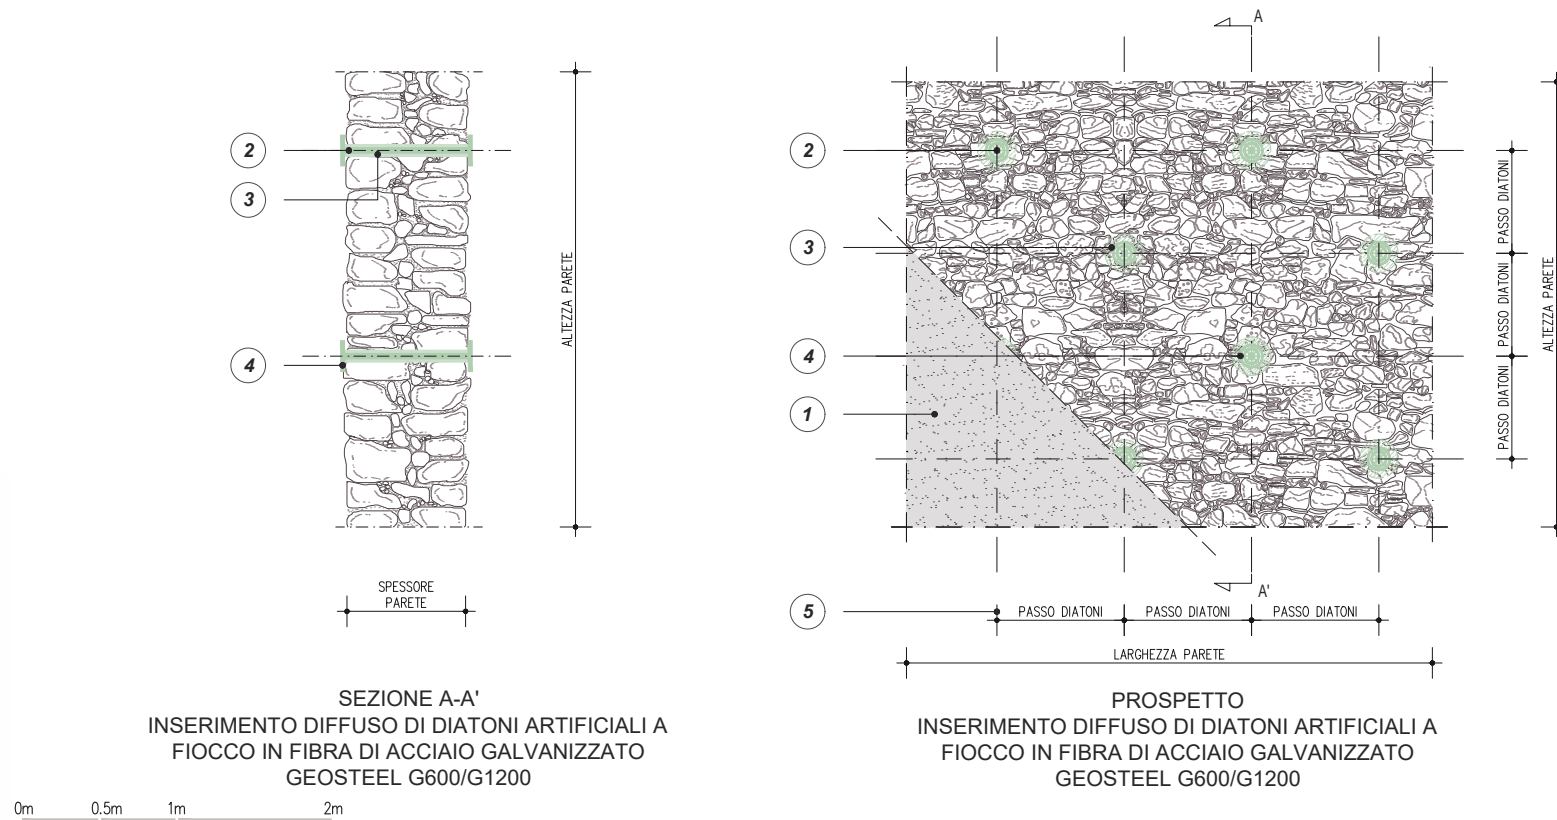 2
3
4
ALTEZZA PARETE
SPESSORE
PARETE
SEZIONE A-A'
INSERIMENTO DIFFUSO DI DIATONI ARTIFICIALI A
FIOCCO IN FIBRA DI ACCIAIO GALVANIZZATO
GEOSTEEL G600/G1200
0m 0.5m 1m 2m
A
2
3
4
1
5
PASSO DIATONI
PASSO DIATONI
PASSO DIATONI
ALTEZZA PARETE
A'
PASSO DIATONI PASSO DIATONI PASSO DIATONI
LARGHEZZA PARETE
PROSPETTO
INSERIMENTO DIFFUSO DI DIATONI ARTIFICIALI A
FIOCCO IN FIBRA DI ACCIAIO GALVANIZZATO
GEOSTEEL G600/G1200